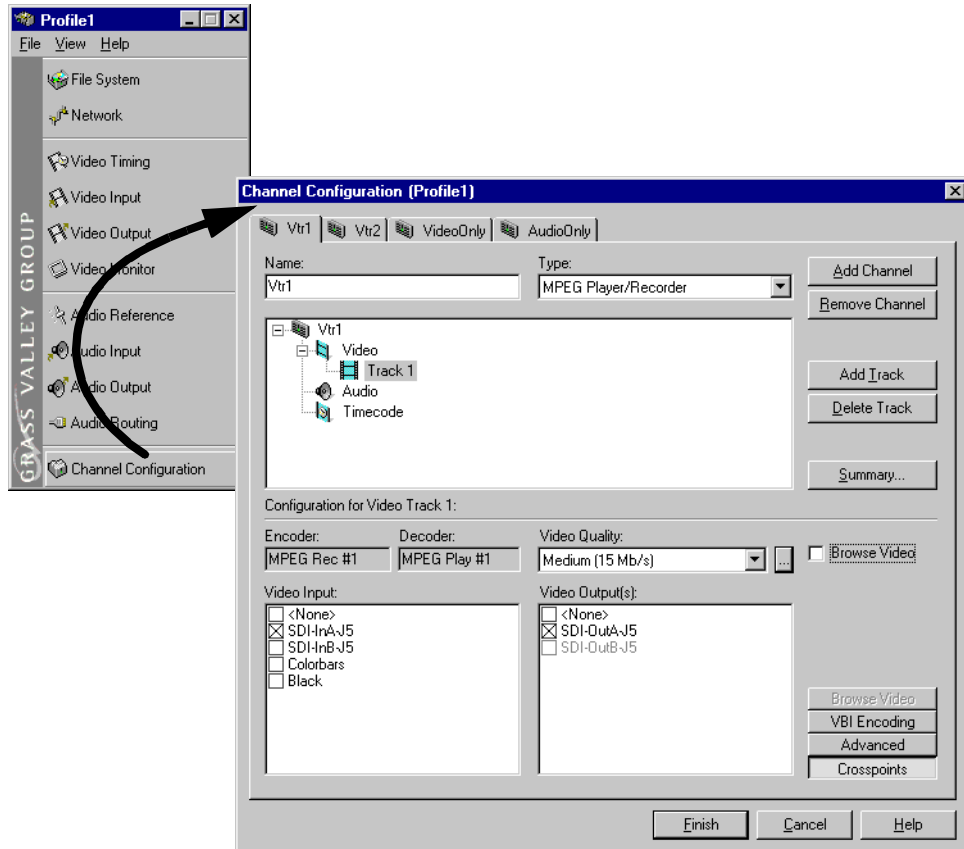 Profile1
File View Help
File System
Network
Video Timing
Video Input
Video Output
Video Monitor
Audio Reference
Audio Input
Audio Output
Audio Routing
Channel Configuration
GRASS VALLEY GROUP
Channel Configuration (Profile1)
Vtr1 Vtr2 VideoOnly AudioOnly
Name: Type:
Vtr1 MPEG Player/Recorder
Add Channel
Remove Channel
Vtr1
Video
Track 1
Audio
Timecode
Add Track
Delete Track
Summary...
Configuration for Video Track 1:
Encoder: Decoder: Video Quality:
MPEG Rec #1 MPEG Play #1 Medium (15 Mb/s) ... Browse Video
Video Input: Video Output(s):
<None> <None>
SDI-InA-J5 SDI-OutA-J5
SDI-InB-J5 SDI-OutB-J5
Colorbars
Black
Browse Video
VBI Encoding
Advanced
Crosspoints
Finish Cancel Help